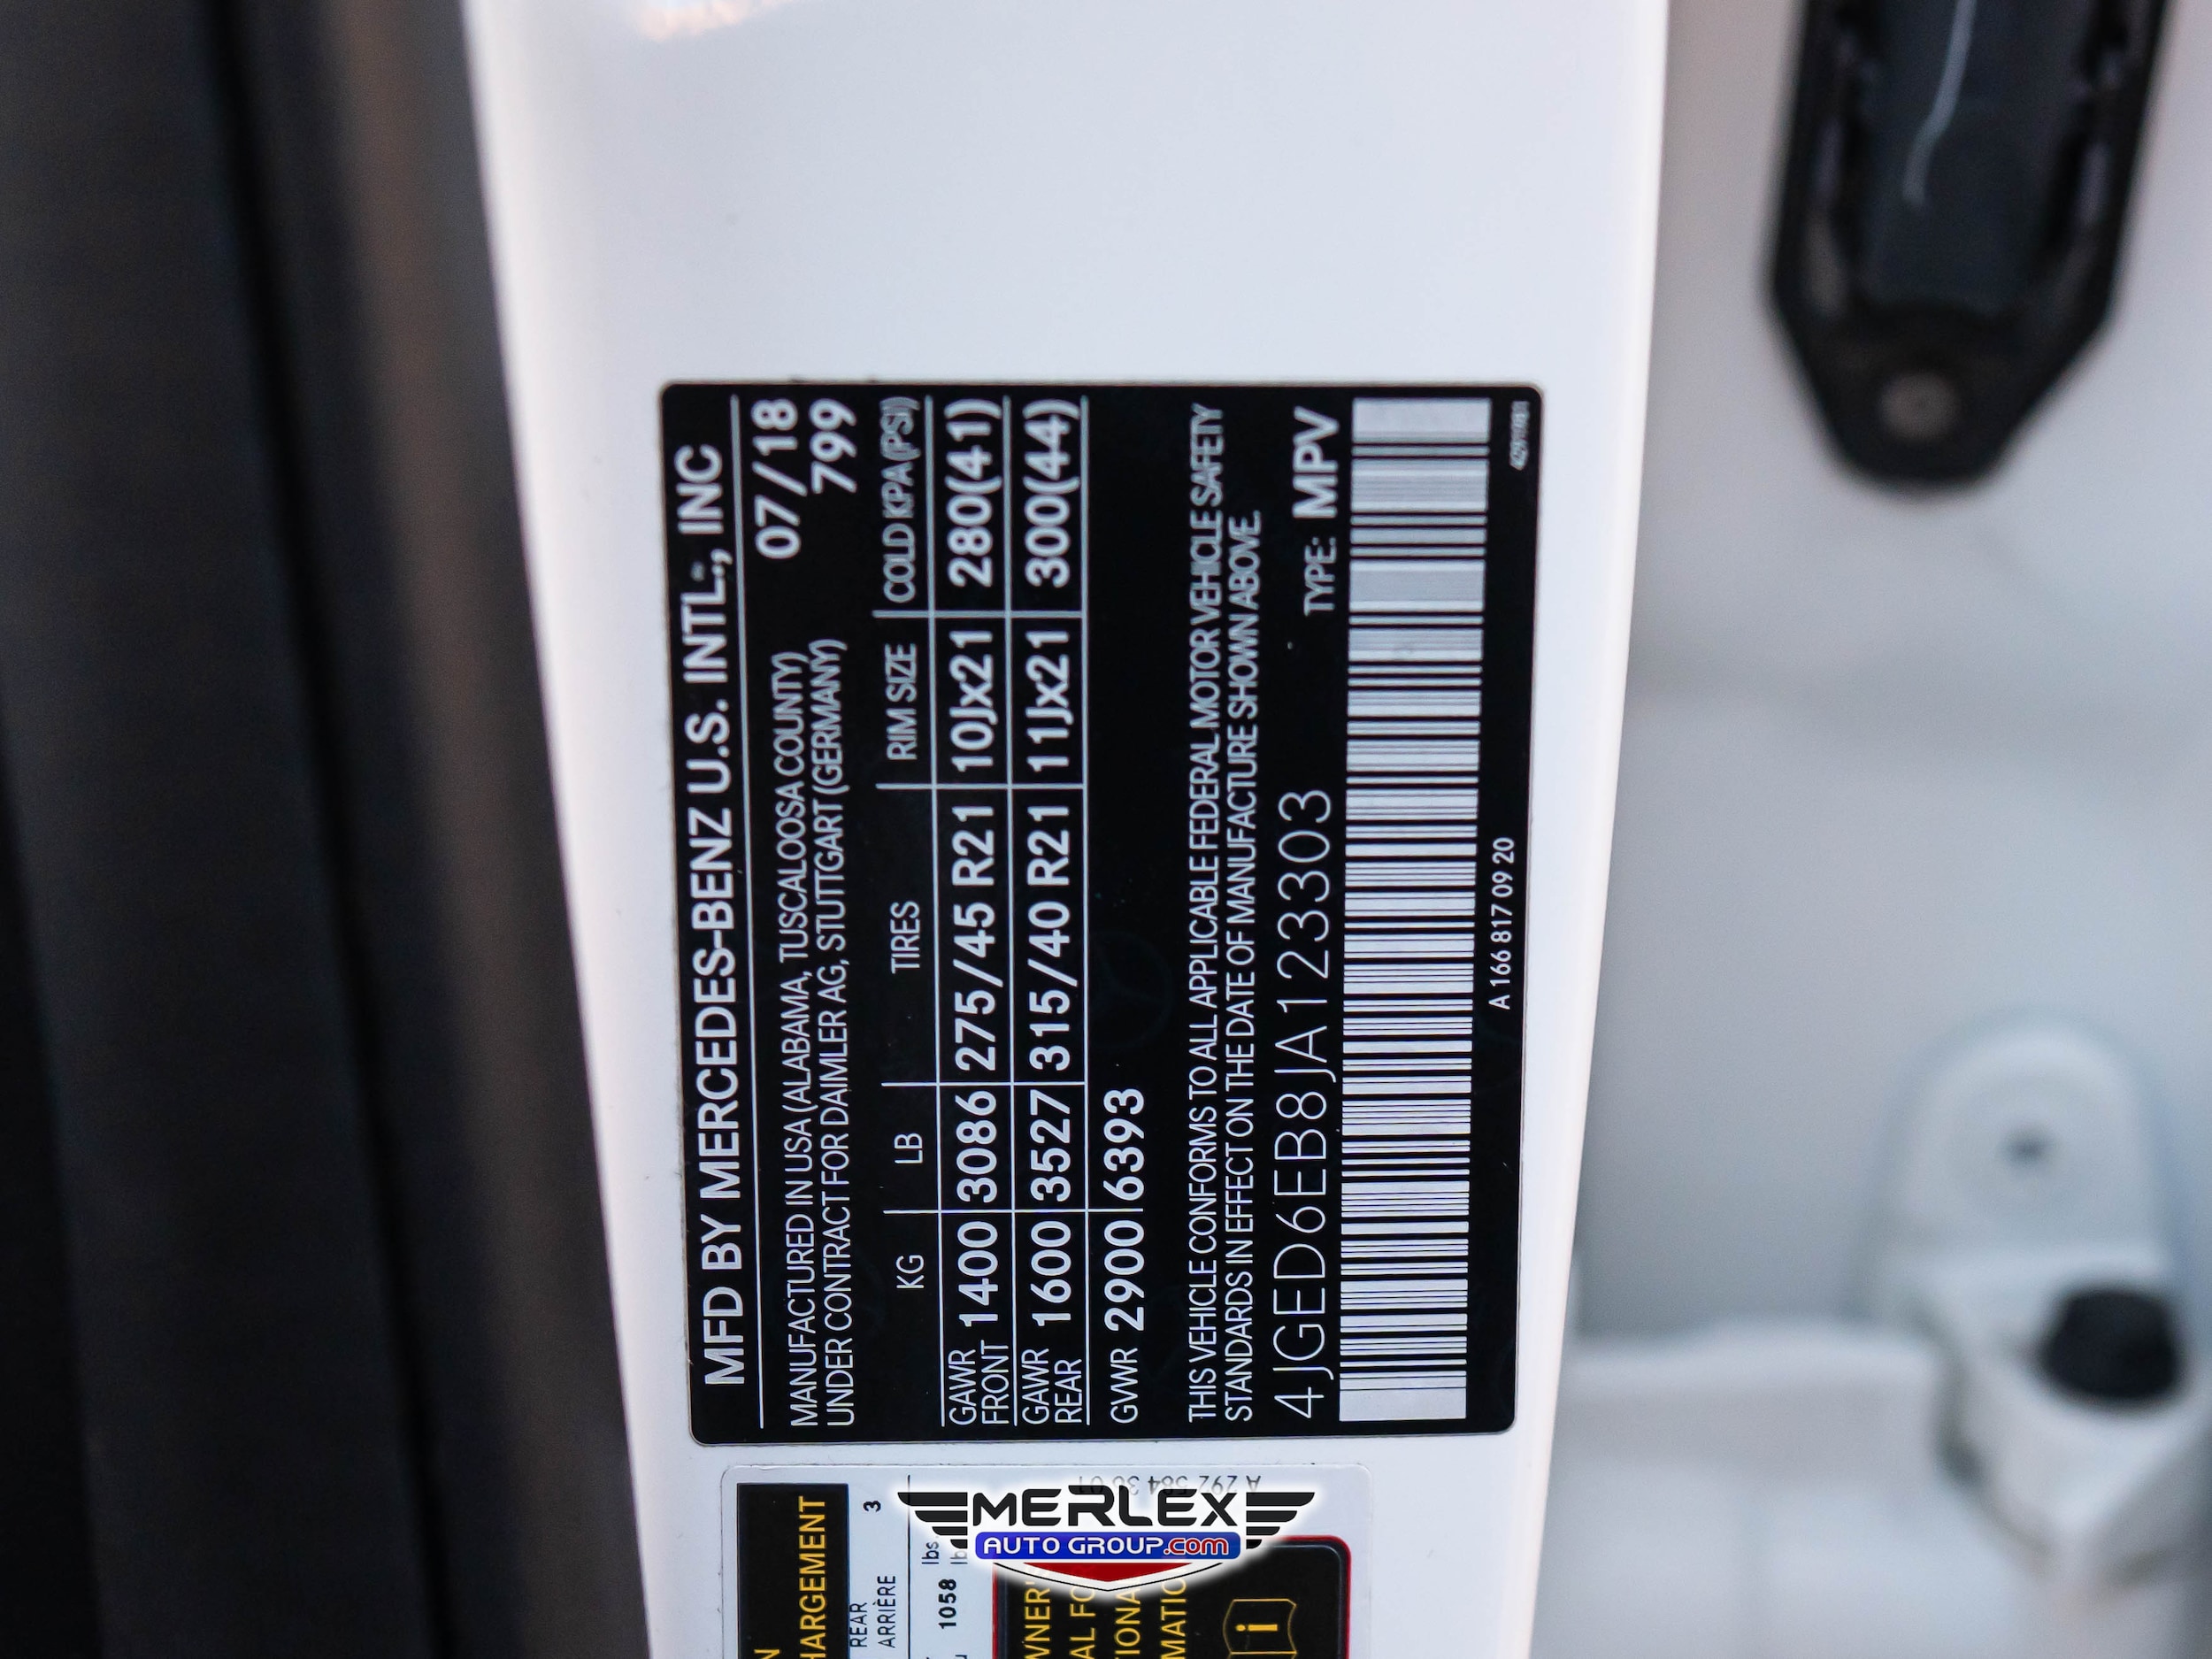 MFD BY MERCEDES-BENZ U.S. INTL., INC
07/18
MANUFACTURED IN USA (ALABAMA, TUSCALOOSA COUNTY)
799
UNDER CONTRACT FOR DAIMLER AG, STUTTGART (GERMANY)
KG LB TIRES RIM SIZE COLD KPA(PSI)
GAWR FRONT 1400 3086 275/45 R21 10Jx21 280(41)
GAWR REAR 1600 3527 315/40 R21 11Jx21 300(44)
GVWR 2900 6393
THIS VEHICLE CONFORMS TO ALL APPLICABLE FEDERAL MOTOR VEHICLE SAFETY
STANDARDS IN EFFECT ON THE DATE OF MANUFACTURE SHOWN ABOVE.
4JGED6EB8JA123303 TYPE: MPV
A 166 817 09 20
HARGEMENT
REAR 3
ARRIÈRE
1058 lbs
MERLEX
AUTO GROUP.com